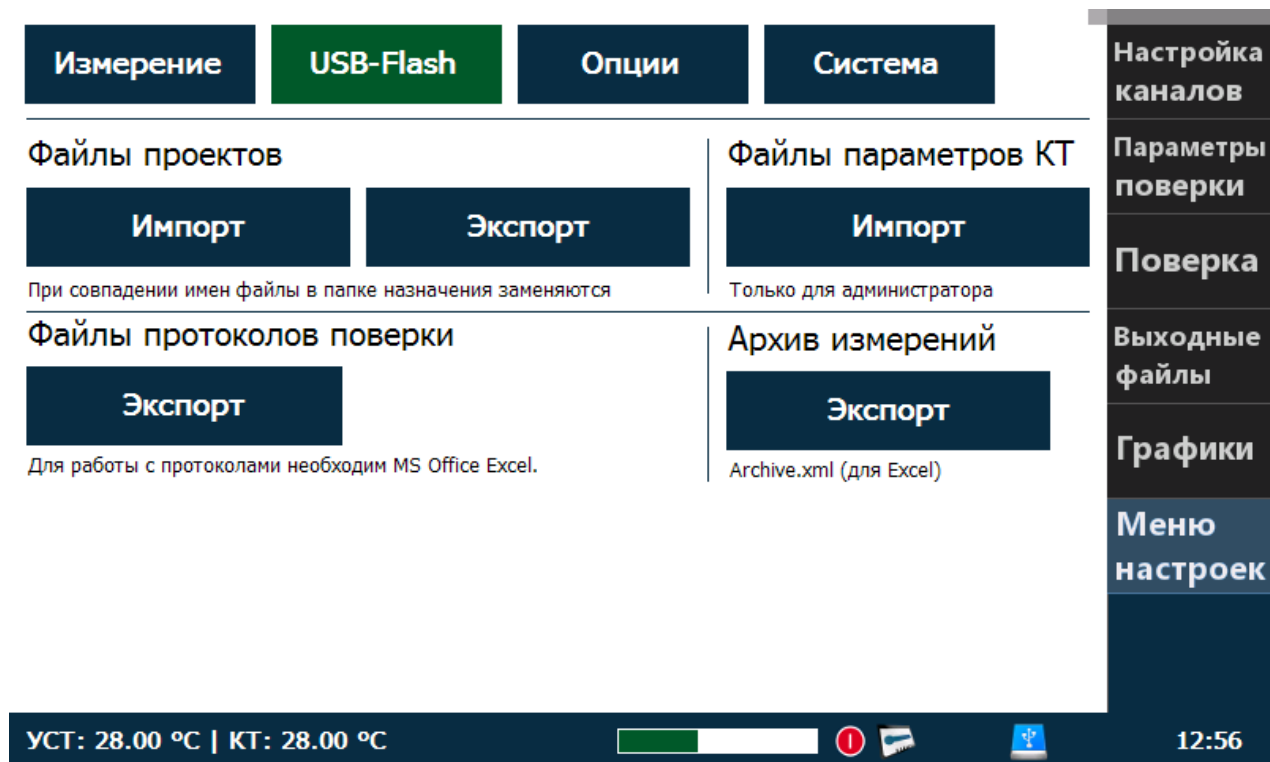 Измерение
USB-Flash
Опции
Система
Файлы проектов
Импорт
Экспорт
При совпадении имен файлы в папке назначения заменяются
Файлы параметров КТ
Импорт
Только для администратора
Файлы протоколов поверки
Экспорт
Для работы с протоколами необходим MS Office Excel.
Архив измерений
Экспорт
Archive.xml (для Excel)
Настройка
каналов
Параметры
поверки
Поверка
Выходные
файлы
Графики
Меню
настроек
УСТ: 28.00 ºC | КТ: 28.00 ºC
12:56